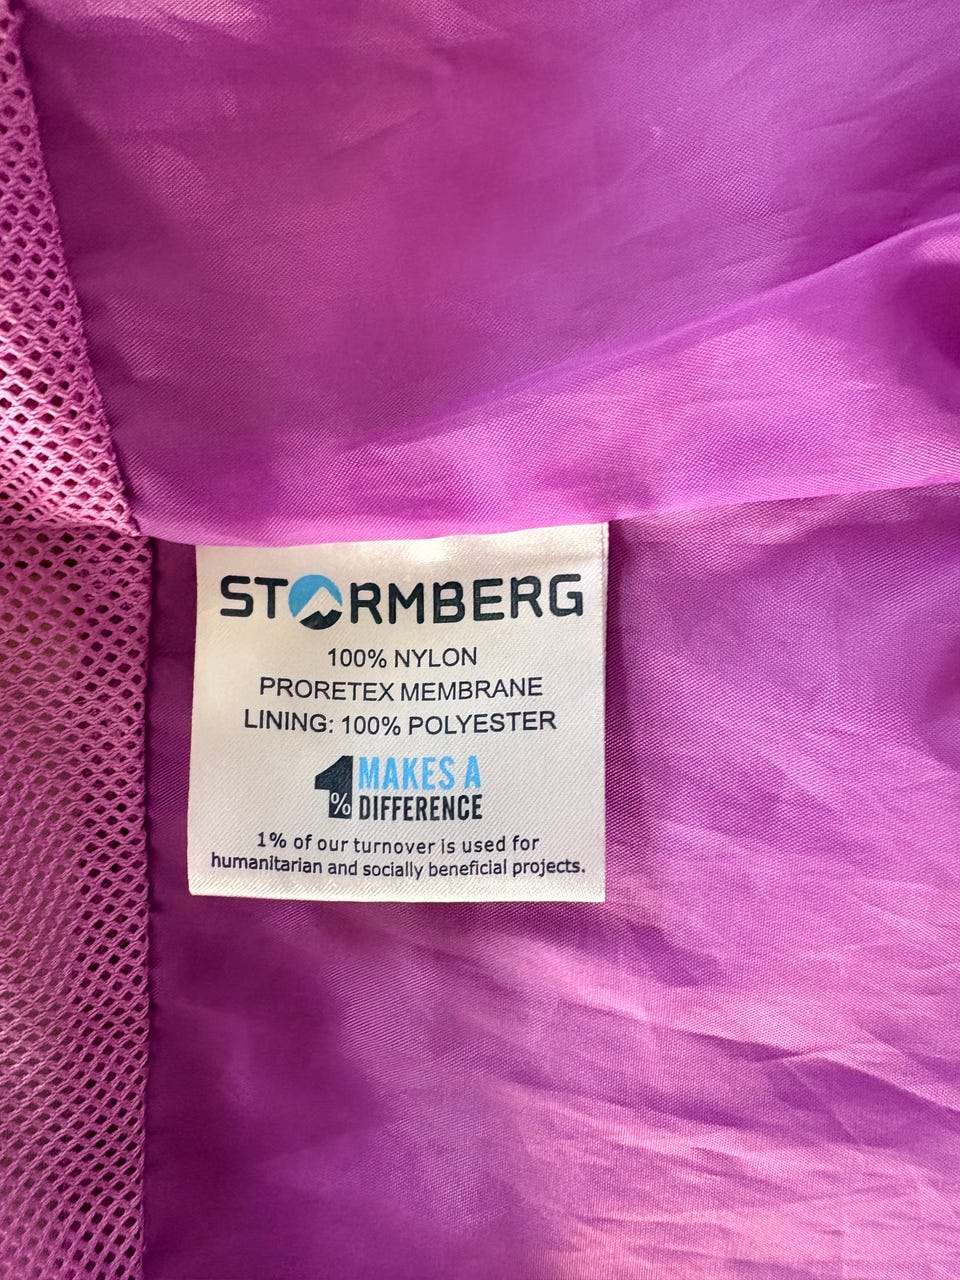 STORMBERG
100% NYLON
PRORETEX MEMBRANE
LINING: 100% POLYESTER
1% MAKES A
DIFFERENCE
1% of our turnover is used for
humanitarian and socially beneficial projects.